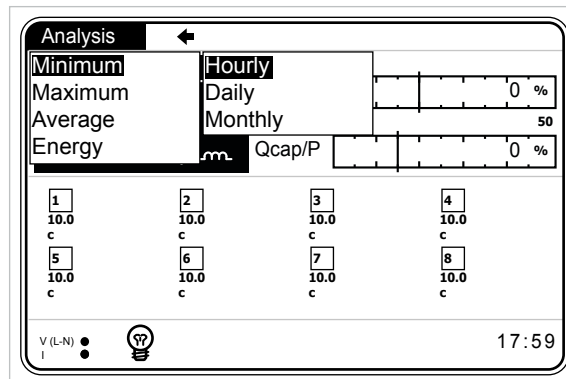 Analysis
Minimum Hourly
Maximum Daily 0 %
Average Monthly 50
Energy Qcap/P 0 %
1 2 3 4
10.0 10.0 10.0 10.0
c c c c
5 6 7 8
10.0 10.0 10.0 10.0
c c c c
V (L-N)
I 17:59